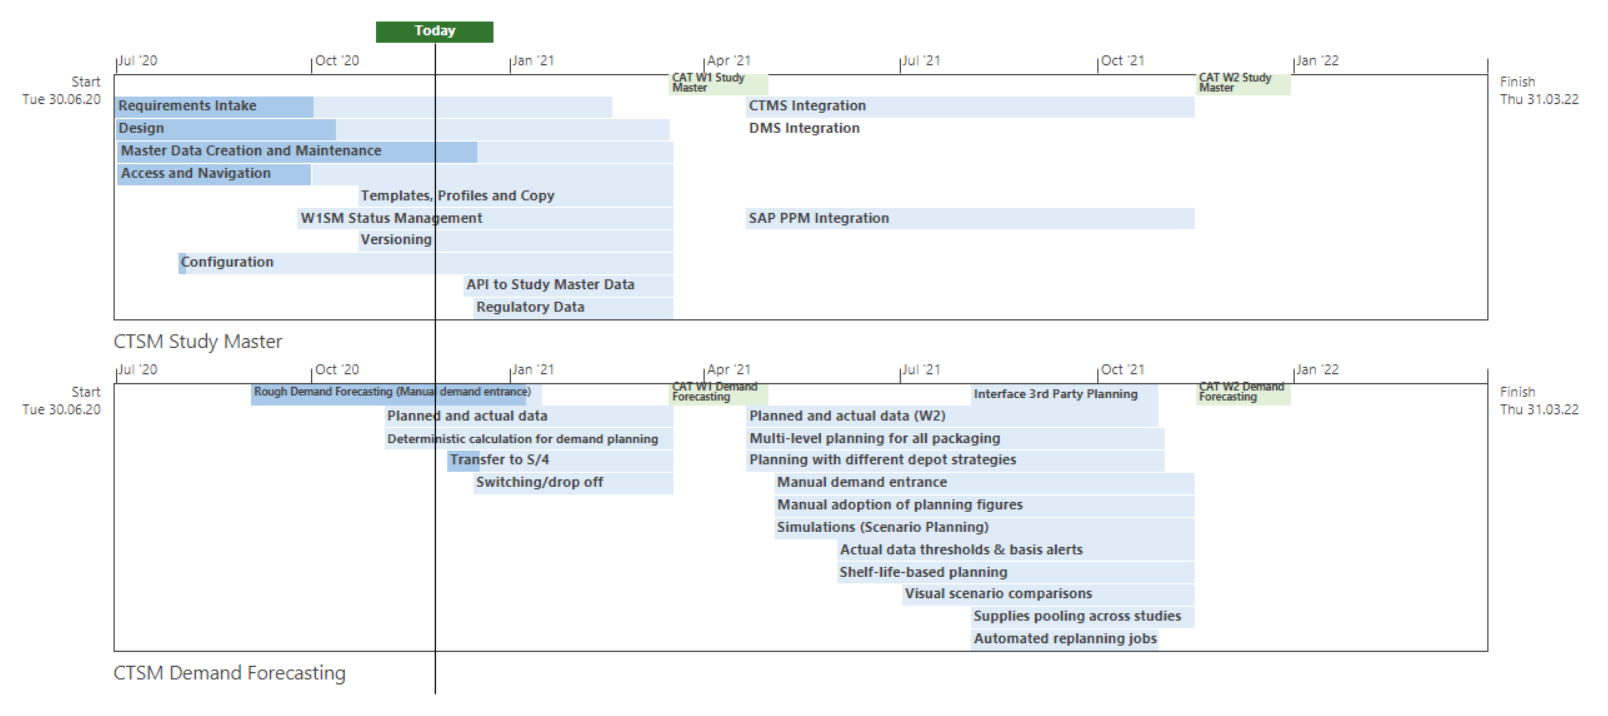 Today
Jul '20 Oct '20 Jan '21 Apr '21 Jul '21 Oct '21 Jan '22
Start
Tue 30.06.20
CAT W1 Study
Master
CAT W2 Study
Master
Finish
Thu 31.03.22
Requirements Intake CTMS Integration
Design DMS Integration
Master Data Creation and Maintenance
Access and Navigation
Templates, Profiles and Copy
W1SM Status Management SAP PPM Integration
Versioning
Configuration
API to Study Master Data
Regulatory Data
CTSM Study Master
Jul '20 Oct '20 Jan '21 Apr '21 Jul '21 Oct '21 Jan '22
Start
Tue 30.06.20
Rough Demand Forecasting (Manual demand entrance)
CAT W1 Demand
Forecasting
Interface 3rd Party Planning
CAT W2 Demand
Forecasting
Finish
Thu 31.03.22
Planned and actual data Planned and actual data (W2)
Deterministic calculation for demand planning Multi-level planning for all packaging
Transfer to S/4 Planning with different depot strategies
Switching/drop off Manual demand entrance
Manual adoption of planning figures
Simulations (Scenario Planning)
Actual data thresholds & basis alerts
Shelf-life-based planning
Visual scenario comparisons
Supplies pooling across studies
Automated replanning jobs
CTSM Demand Forecasting